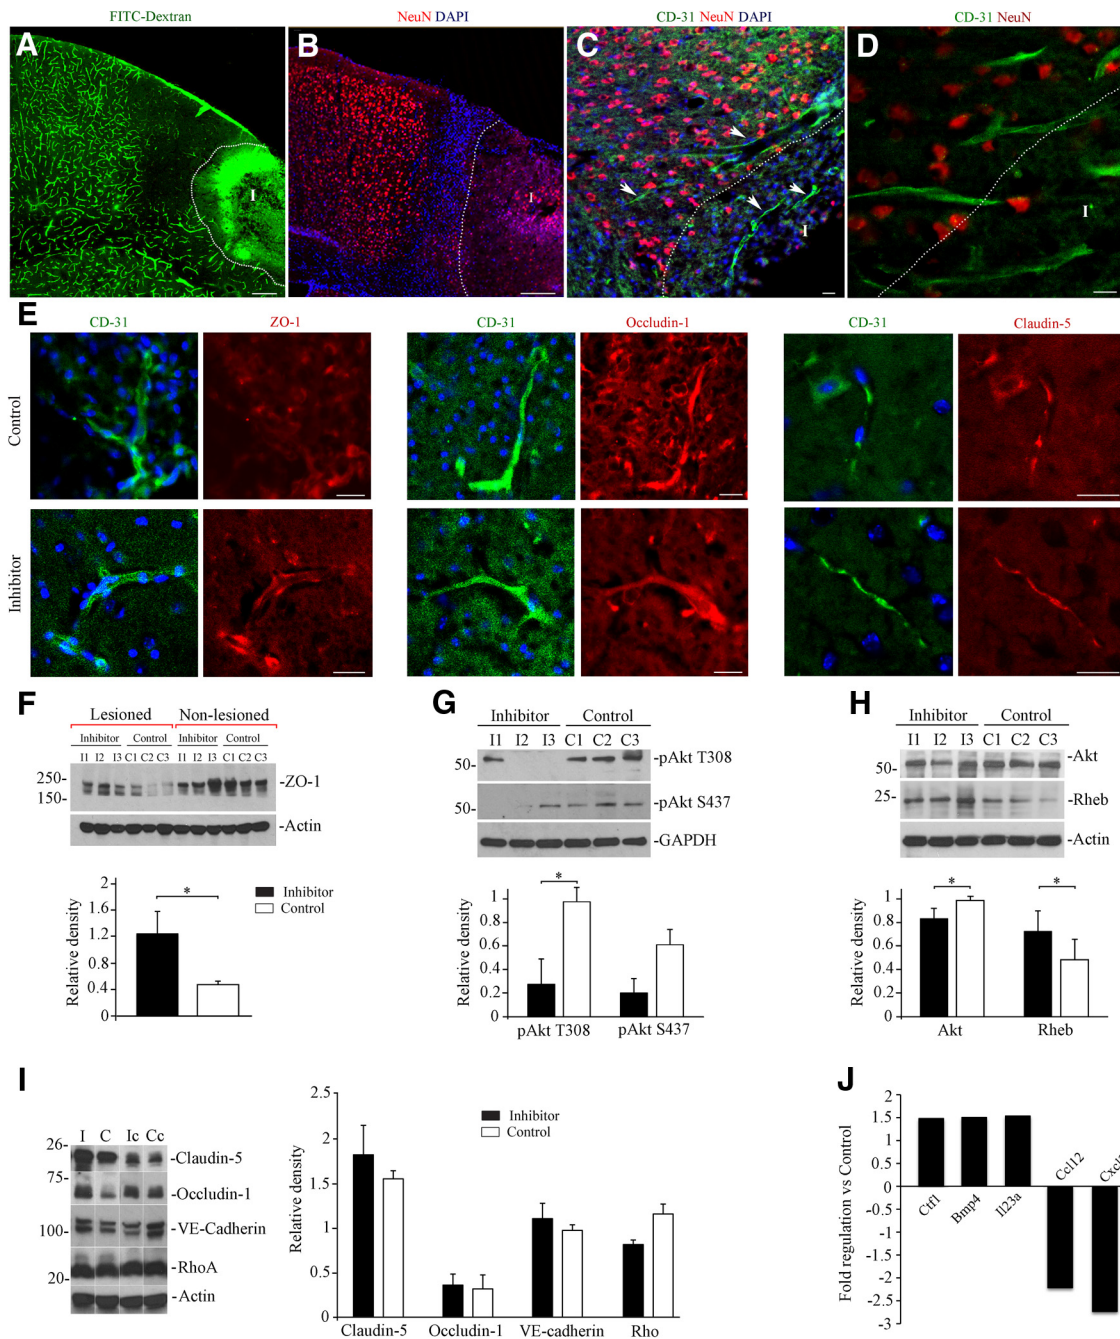 FITC-Dextran
NeuN DAPI
CD-31 NeuN DAPI
CD-31 NeuN
A
B
C
D
I
I
I
I
E
CD-31
ZO-1
CD-31
Occludin-1
CD-31
Claudin-5
Control
Inhibitor
F
Lesioned Non-lesioned
Inhibitor Control Inhibitor Control
I1 I2 I3 C1 C2 C3 I1 I2 I3 C1 C2 C3
250-
150-
-ZO-1
-Actin
Relative density
2
1.6
1.2
0.8
0.4
0
*
Inhibitor
Control
G
Inhibitor Control
I1 I2 I3 C1 C2 C3
50-
-pAkt T308
50-
-pAkt S437
-GAPDH
Relative density
1
0.8
0.6
0.4
0.2
0
*
pAkt T308 pAkt S437
H
Inhibitor Control
I1 I2 I3 C1 C2 C3
50-
-Akt
25-
-Rheb
-Actin
Relative density
1
0.8
0.6
0.4
0.2
0
* *
Akt Rheb
I
I C Ic Cc
26-
-Claudin-5
75-
-Occludin-1
100-
-VE-Cadherin
-RhoA
20-
-Actin
Relative density
2.5
2
1.5
1
0.5
0
Inhibitor
Control
Claudin-5 Occludin-1 VE-cadherin Rho
J
Fold regulation vs Control
2
1.5
1
0.5
0
-0.5
-1
-1.5
-2
-2.5
-3
Ctf1
Bmp4
Il23a
Ccl12